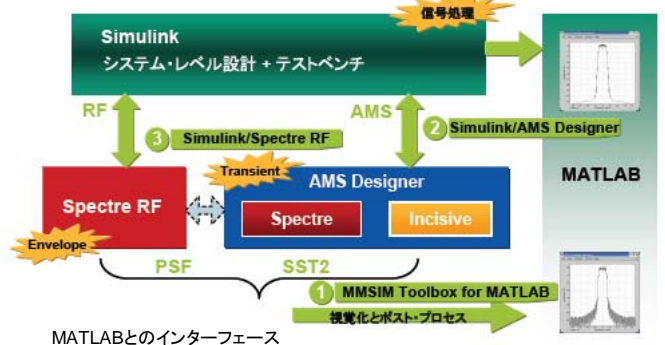 信号処理
Simulink
システム・レベル設計 + テストベンチ
RF
AMS
3 Simulink/Spectre RF
2 Simulink/AMS Designer
MATLAB
Transient
AMS Designer
Spectre RF
Spectre
Incisive
Envelope
PSF
SST2
1 MMSIM Toolbox for MATLAB
視覚化とポスト・プロセス
MATLABとのインターフェース